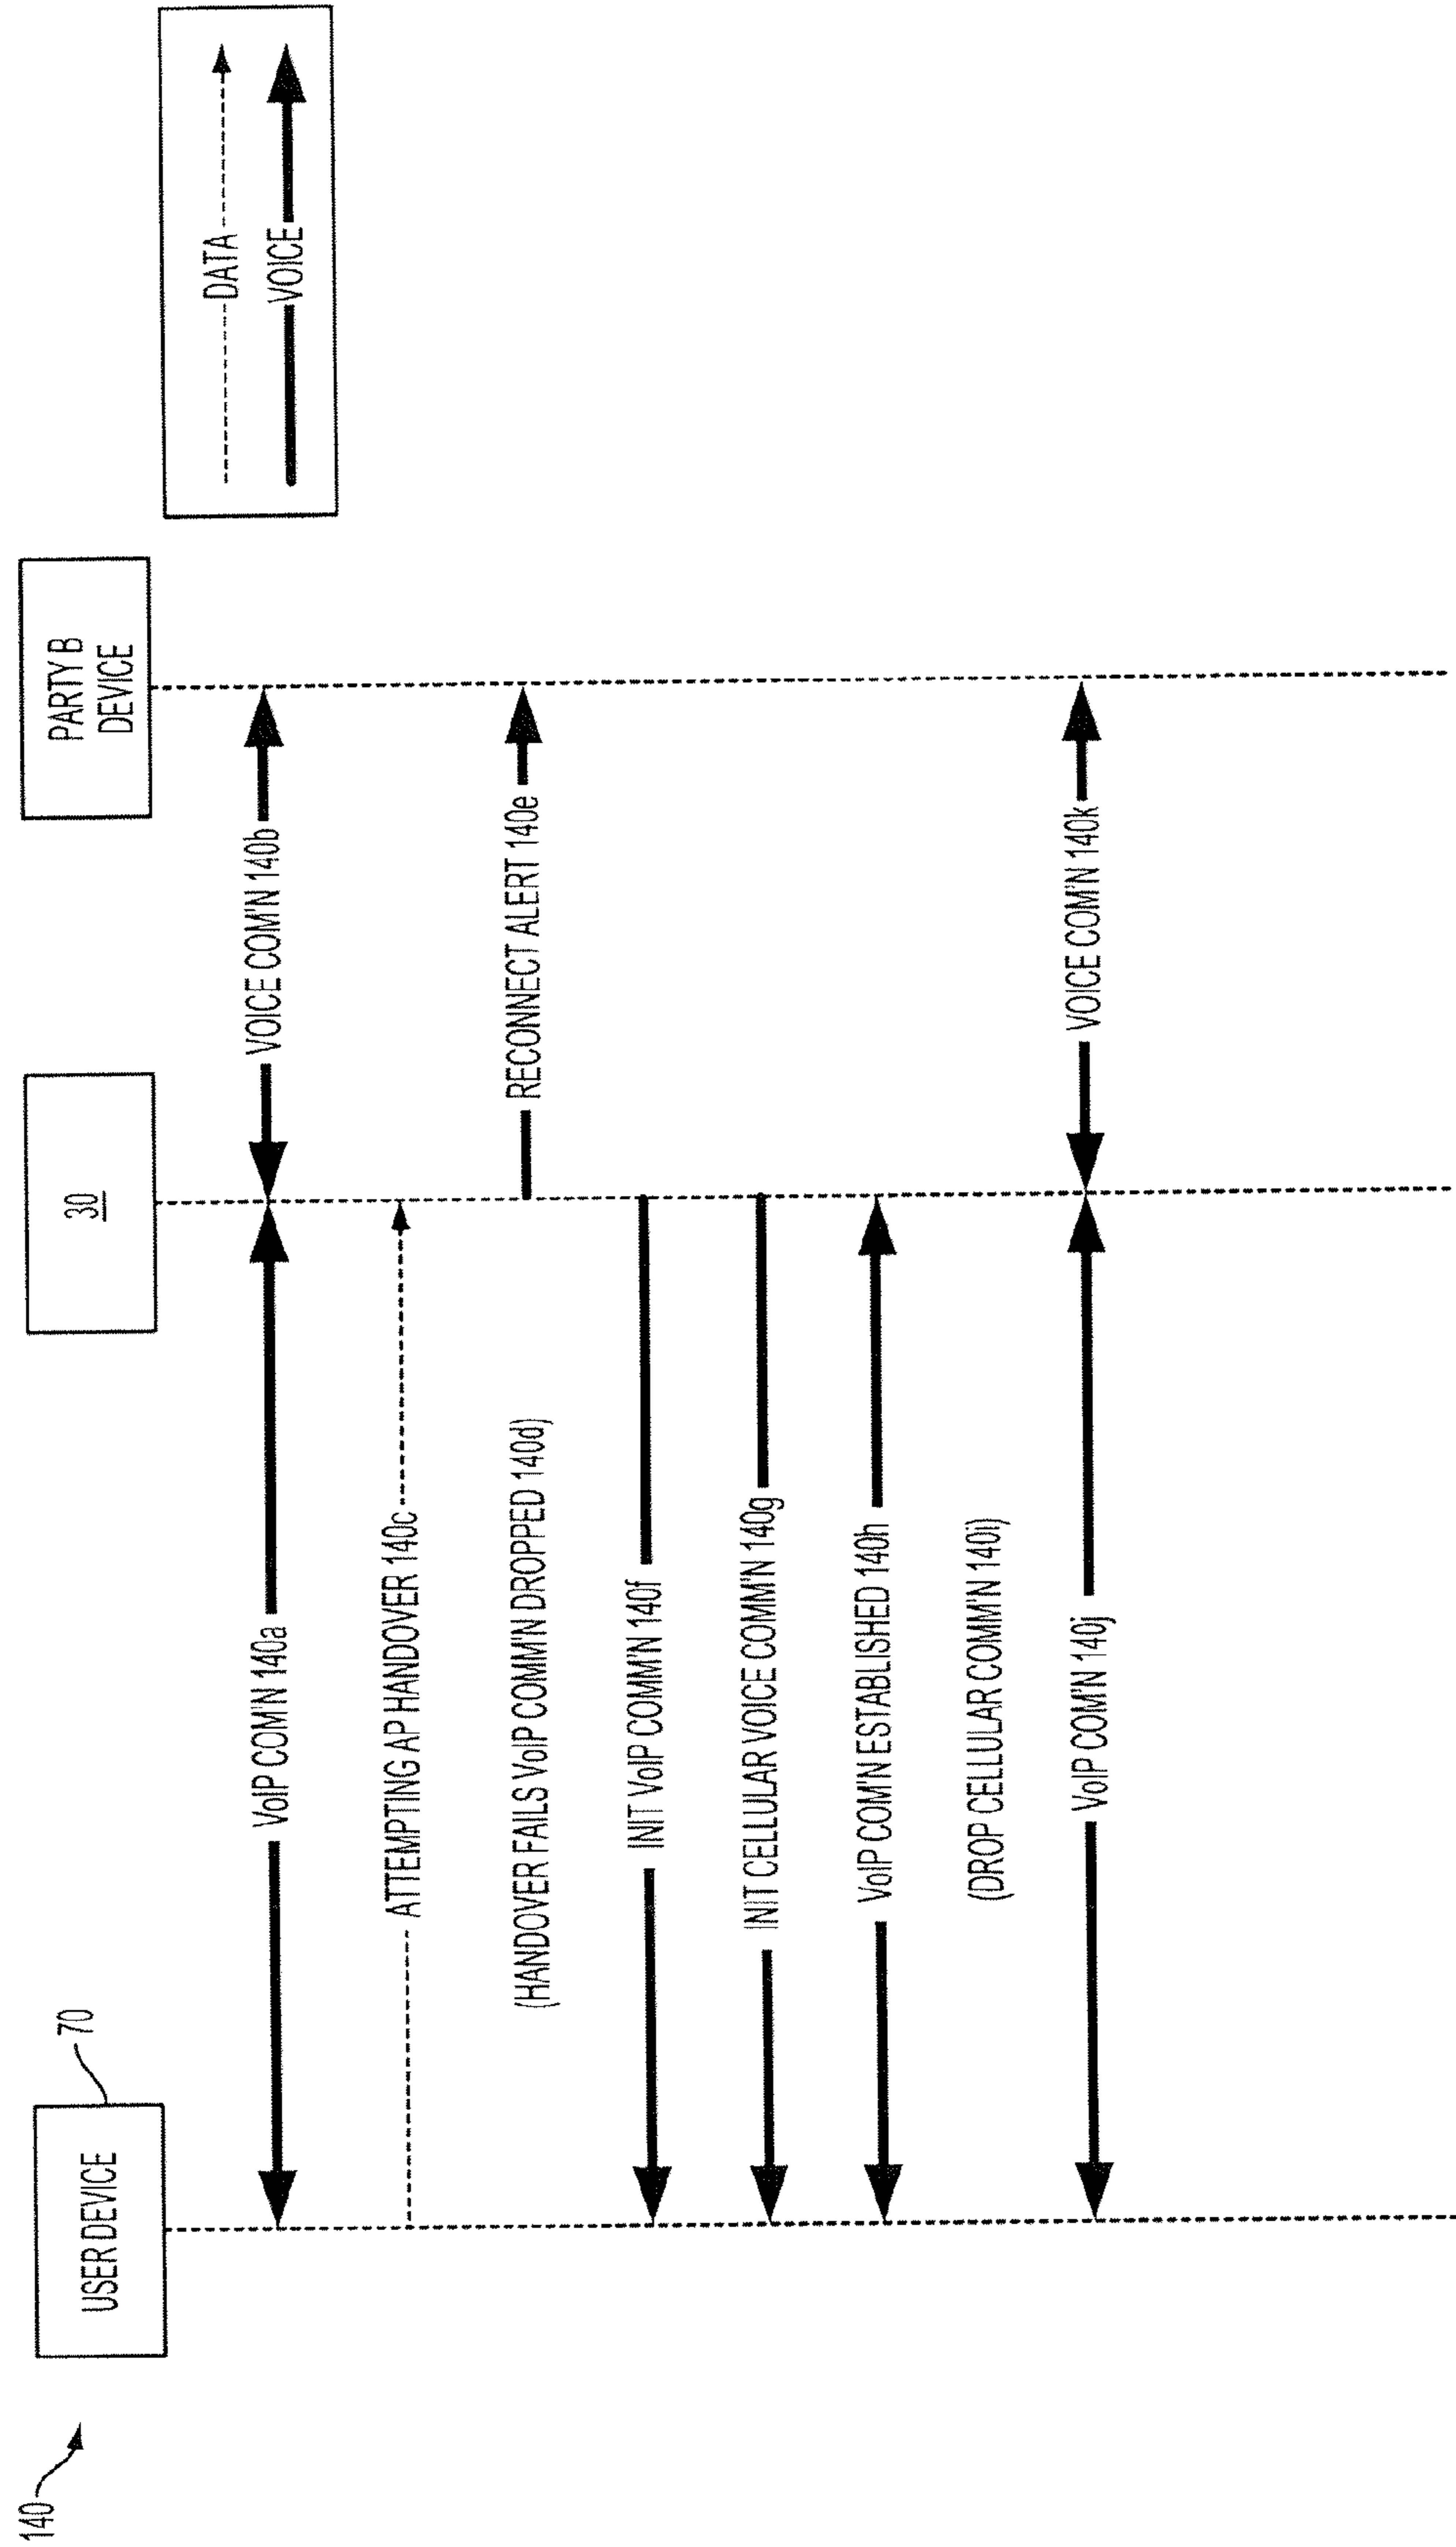 140
USER DEVICE
70
30
PARTY B
DEVICE
DATA
VOICE
VoIP COM'N 140a
VOICE COM'N 140b
ATTEMPTING AP HANDOVER 140c
(HANDOVER FAILS VoIP COMM'N DROPPED 140d)
RECONNECT ALERT 140e
INIT VoIP COMM'N 140f
INIT CELLULAR VOICE COMM'N 140g
VoIP COM'N ESTABLISHED 140h
(DROP CELLULAR COMM'N 140i)
VoIP COM'N 140j
VOICE COM'N 140k